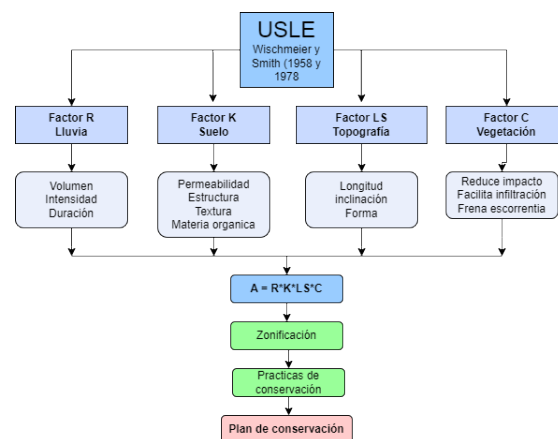 USLE
Wischmeier y
Smith (1958 y
1978
Factor R
Lluvia
Factor K
Suelo
Factor LS
Topografía
Factor C
Vegetación
Volumen
Intensidad
Duración
Permeabilidad
Estructura
Textura
Materia organica
Longitud
inclinación
Forma
Reduce impacto
Facilita infiltración
Frena escorrentia
A = R*K*LS*C
Zonificación
Practicas de
conservación
Plan de conservación